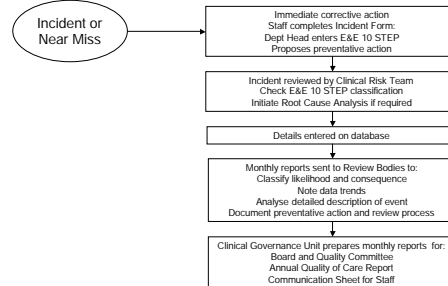 Incident or
Near Miss
Immediate corrective action
Staff completes Incident Form:
Dept Head enters E&E 10 STEP
Proposes preventative action
Incident reviewed by Clinical Risk Team
Check E&E 10 STEP classification
Initiate Root Cause Analysis if required
Details entered on database
Monthly reports sent to Review Bodies to:
Classify likelihood and consequence
Note data trends
Analyse detailed description of event
Document preventative action and review process
Clinical Governance Unit prepares monthly reports for:
Board and Quality Committee
Annual Quality of Care Report
Communication Sheet for Staff